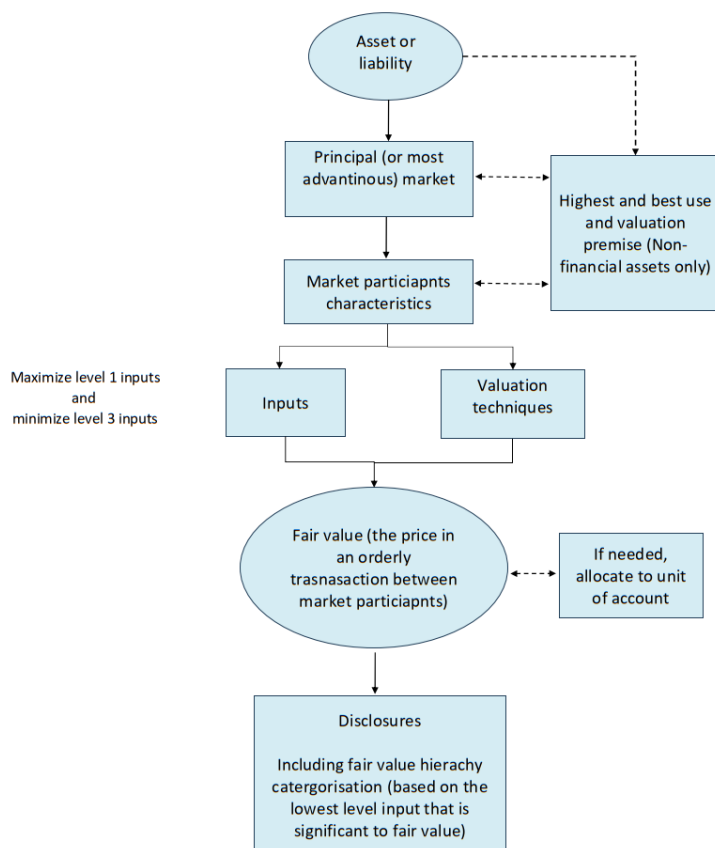 Asset or
liability
Principal (or most
advantinous) market
Highest and best use
and valuation
premise (Non-
financial assets only)
Market particiapnts
characteristics
Maximize level 1 inputs
and
minimize level 3 inputs
Inputs
Valuation
techniques
Fair value (the price in
an orderly
trasnasaction between
market particiapnts)
If needed,
allocate to unit
of account
Disclosures
Including fair value hierachy
catergorisation (based on the
lowest level input that is
significant to fair value)